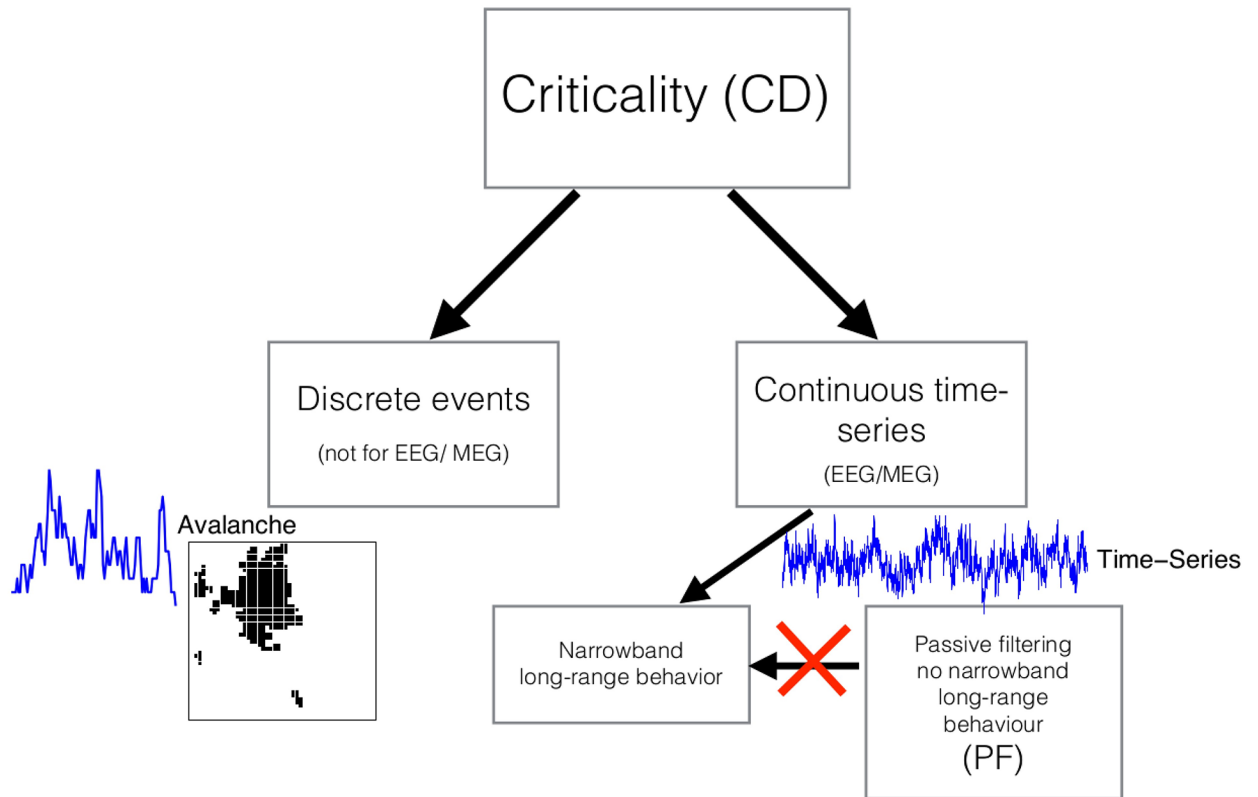 Criticality (CD)
Discrete events
(not for EEG/ MEG)
Continuous time-
series
(EEG/MEG)
Avalanche
Time−Series
Narrowband
long-range behavior
Passive filtering
no narrowband
long-range
behaviour
(PF)